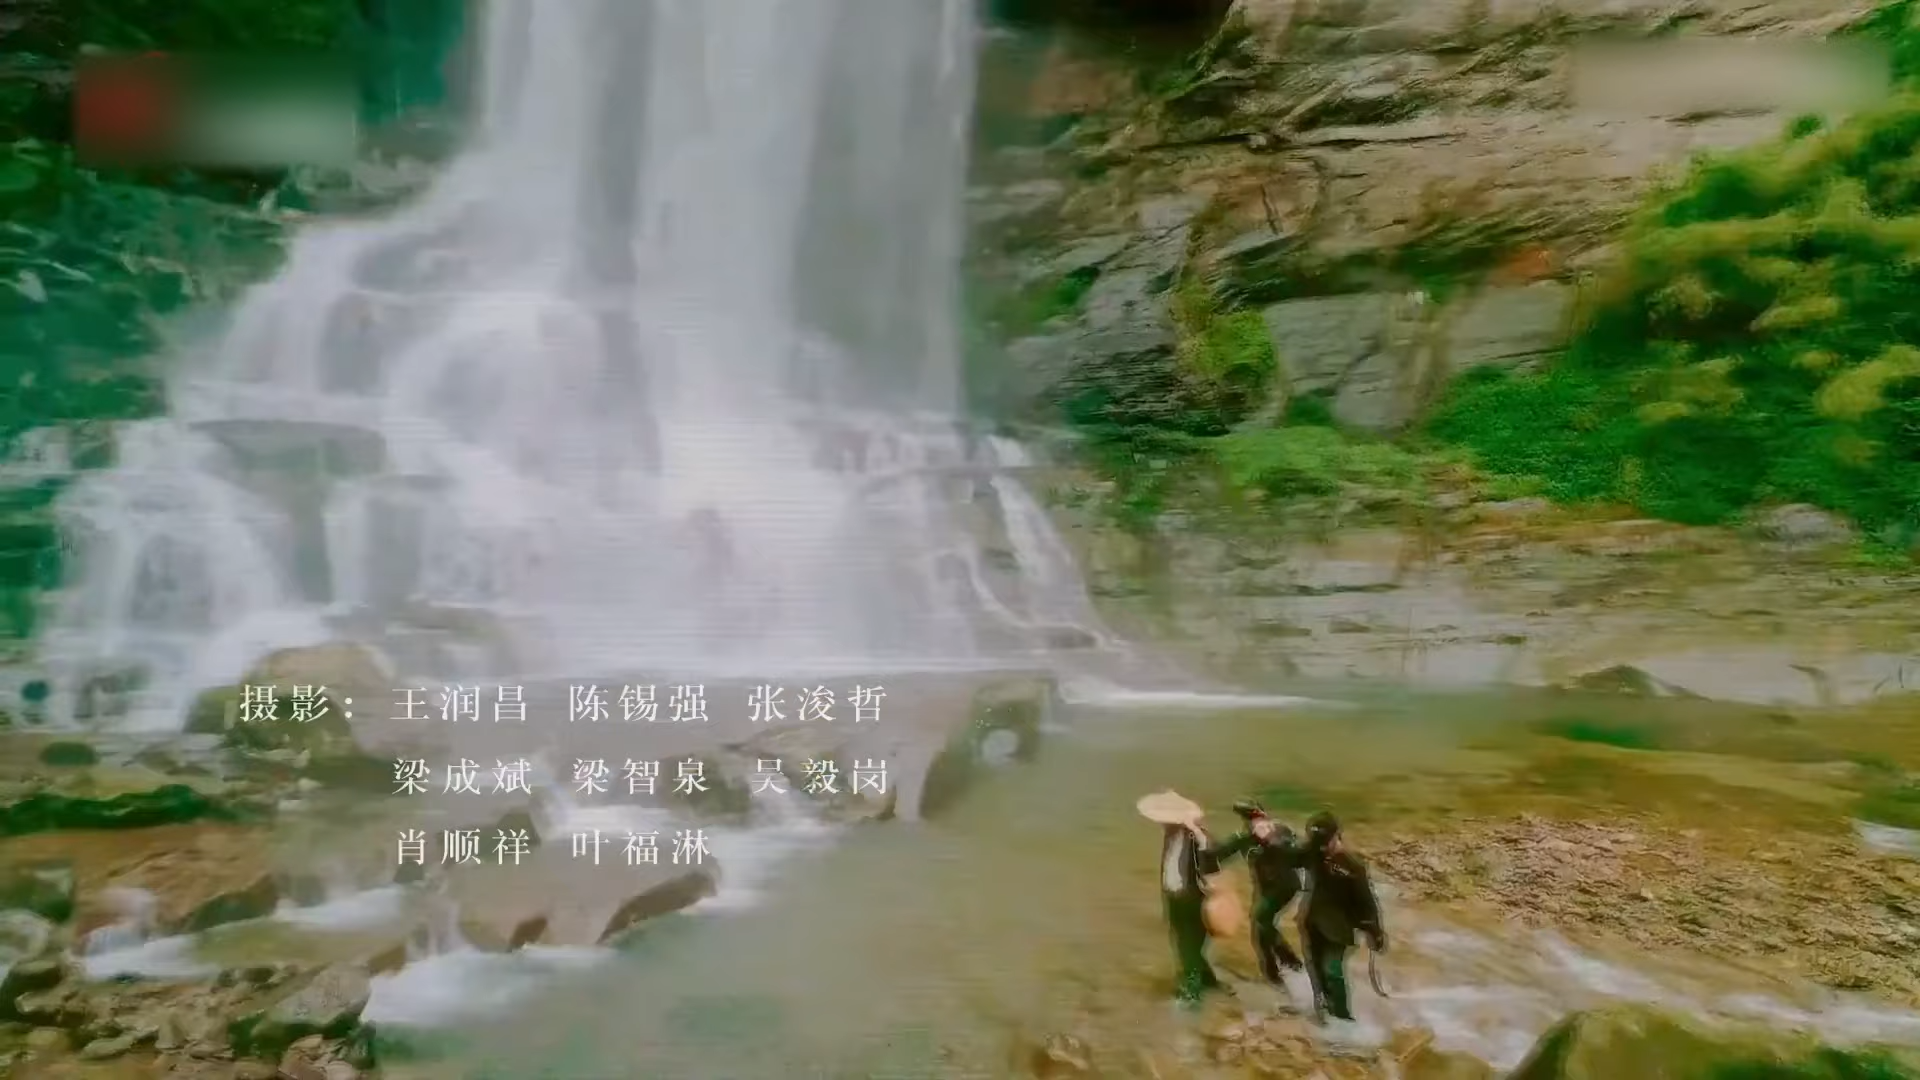 摄影：王润昌 陈锡强 张浚哲
梁成斌 梁智泉 吴毅岗
肖顺祥 叶福淋